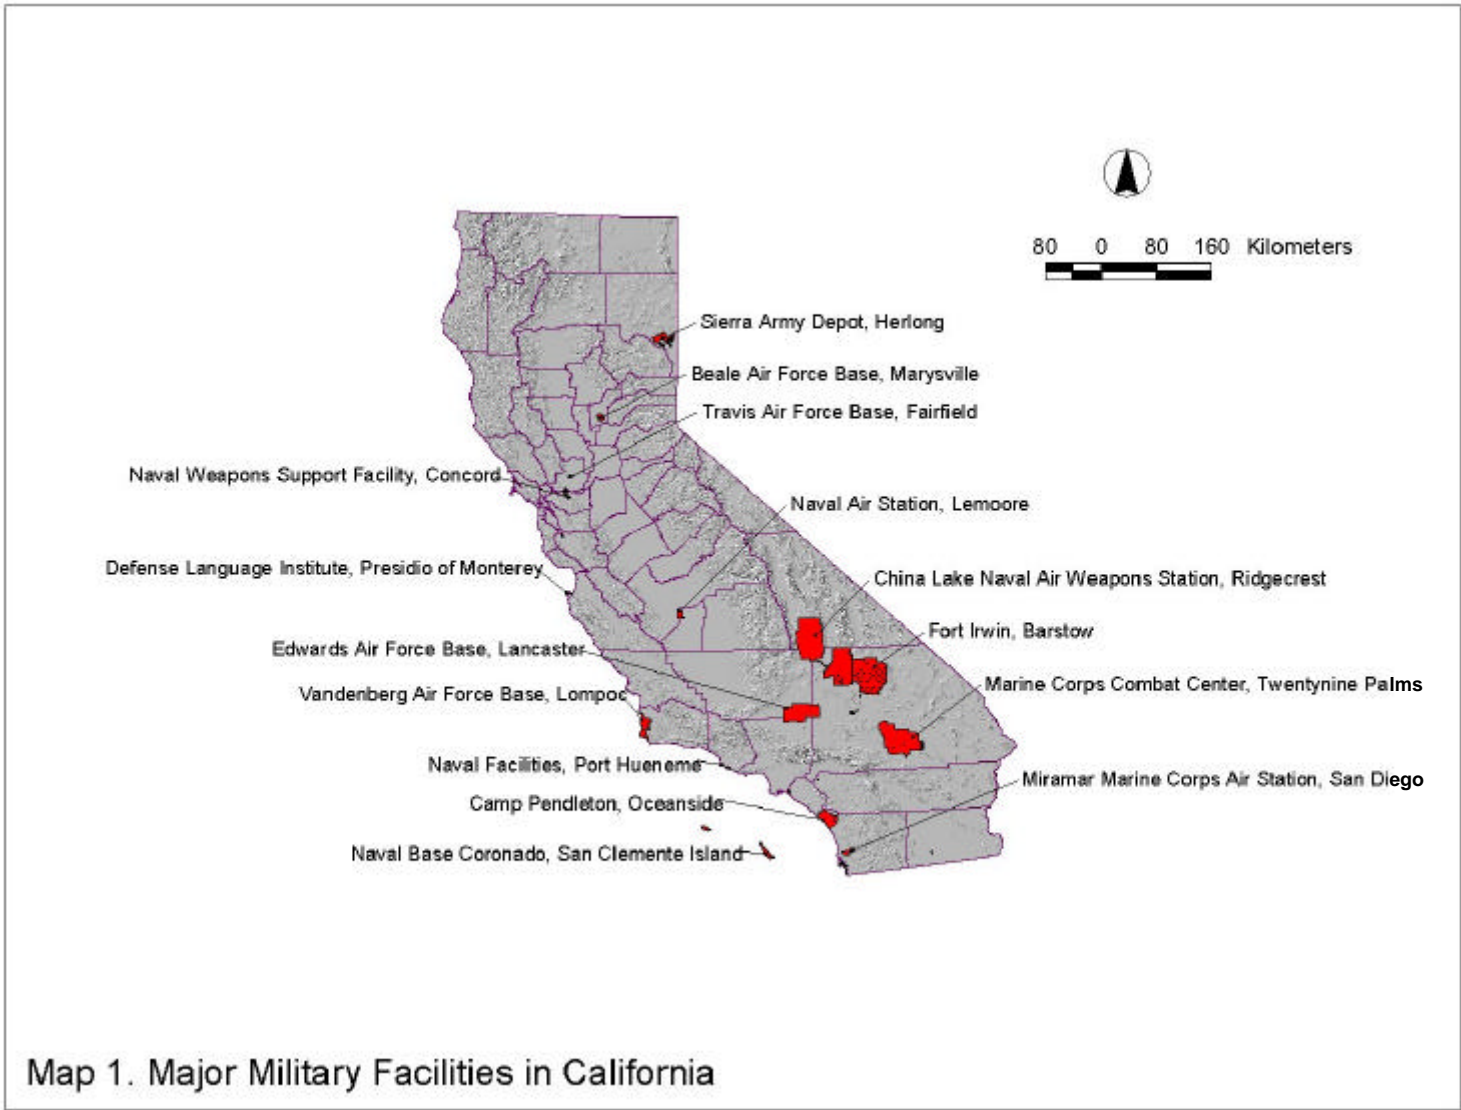 80 0 80 160 Kilometers
Sierra Army Depot, Herlong
Beale Air Force Base, Marysville
Travis Air Force Base, Fairfield
Naval Weapons Support Facility, Concord
Naval Air Station, Lemoore
Defense Language Institute, Presidio of Monterey
China Lake Naval Air Weapons Station, Ridgecrest
Fort Irwin, Barstow
Edwards Air Force Base, Lancaster
Marine Corps Combat Center, Twentynine Palms
Vandenberg Air Force Base, Lompoc
Naval Facilities, Port Hueneme
Miramar Marine Corps Air Station, San Diego
Camp Pendleton, Oceanside
Naval Base Coronado, San Clemente Island
Map 1. Major Military Facilities in California